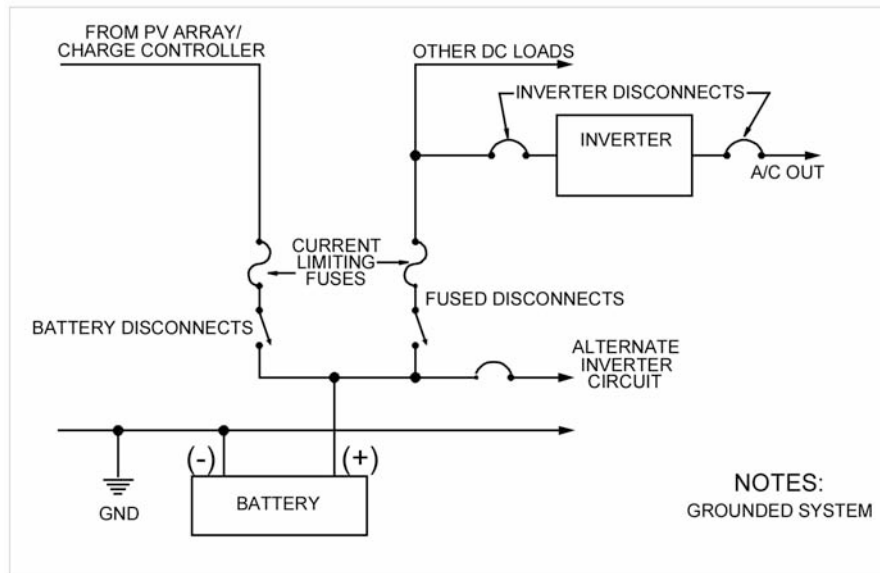 FROM PV ARRAY/
CHARGE CONTROLLER
OTHER DC LOADS
INVERTER DISCONNECTS
INVERTER
A/C OUT
CURRENT
LIMITING
FUSES
FUSED DISCONNECTS
BATTERY DISCONNECTS
ALTERNATE
INVERTER
CIRCUIT
(-)
(+)
GND
BATTERY
NOTES:
GROUNDED SYSTEM